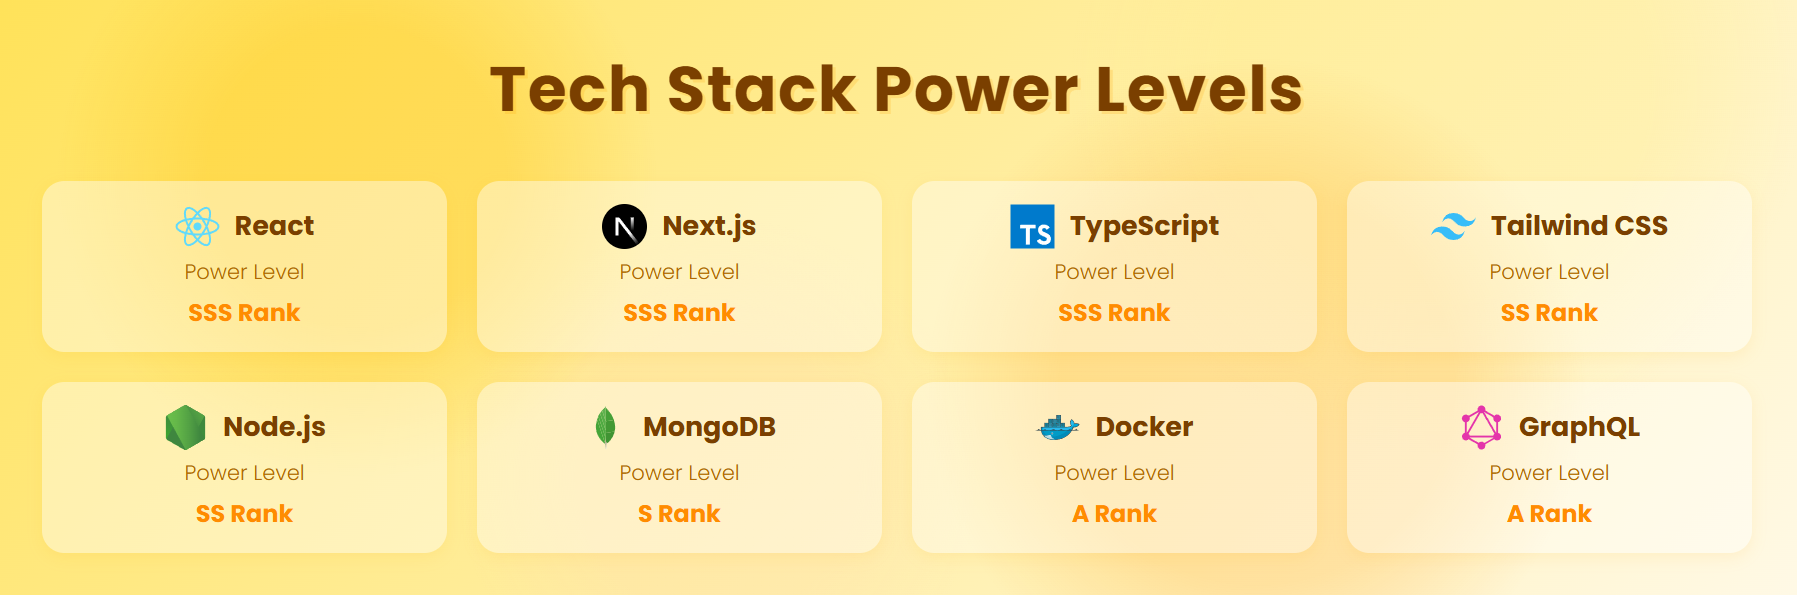 Tech Stack Power Levels
React
Power Level
SSS Rank
N Next.js
Power Level
SSS Rank
TS TypeScript
Power Level
SSS Rank
Tailwind CSS
Power Level
SS Rank
Node.js
Power Level
SS Rank
MongoDB
Power Level
S Rank
Docker
Power Level
A Rank
GraphQL
Power Level
A Rank